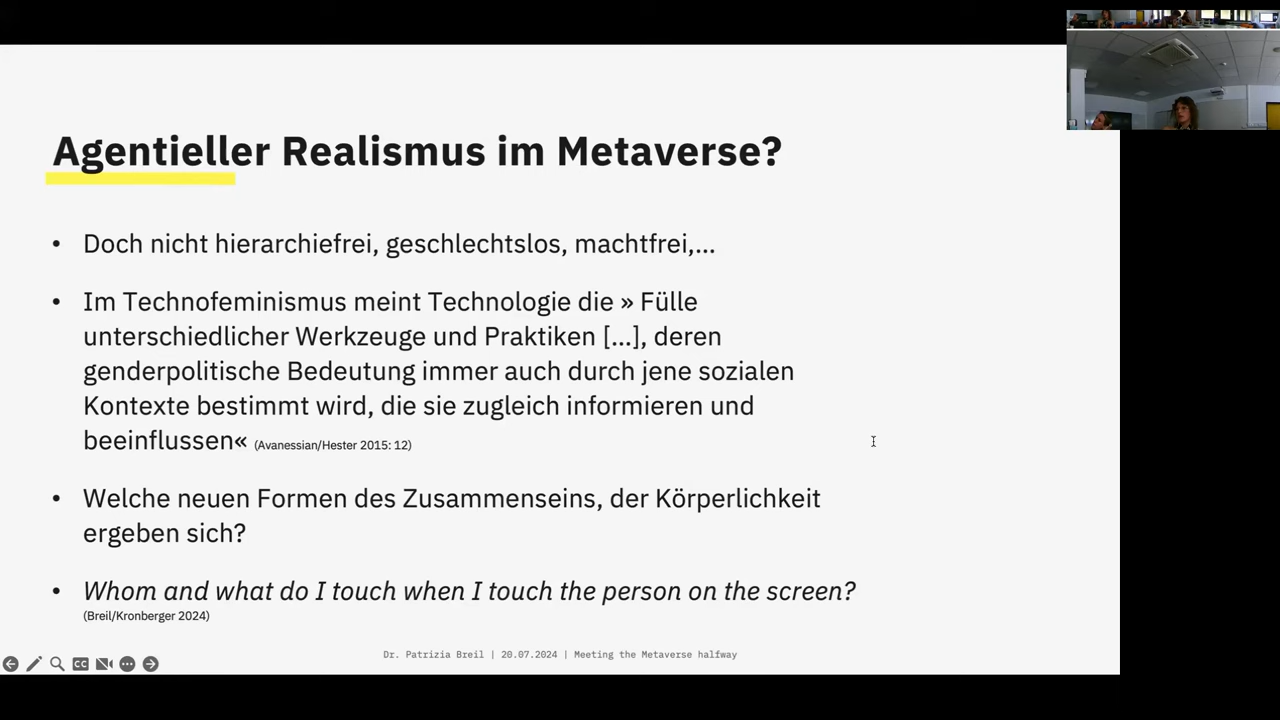 Agentieller Realismus im Metaverse?
• Doch nicht hierarchiefrei, geschlechtslos, machtfrei,...
• Im Technofeminismus meint Technologie die » Fülle
unterschiedlicher Werkzeuge und Praktiken [...], deren
genderpolitische Bedeutung immer auch durch jene sozialen
Kontexte bestimmt wird, die sie zugleich informieren und
beeinflussen« (Avanessian/Hester 2015: 12)
• Welche neuen Formen des Zusammenseins, der Körperlichkeit
ergeben sich?
• Whom and what do I touch when I touch the person on the screen?
(Breil/Kronberger 2024)
Dr. Patrizia Breil | 20.07.2024 | Meeting the Metaverse halfway
CC